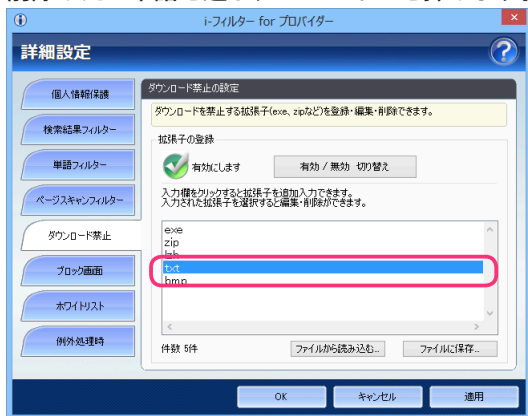 i-フィルター for プロバイダー
詳細設定
個人情報保護
検索結果フィルター
単語フィルター
ページスキャンフィルター
ダウンロード禁止
ブロック画面
ホワイトリスト
例外処理時
ダウンロード禁止の設定
ダウンロードを禁止する拡張子(exe、zipなど)を登録・編集・削除できます。
拡張子の登録
有効にします
有効 / 無効 切り替え
入力欄をクリックすると拡張子を追加入力できます。
入力された拡張子を選択すると編集・削除ができます。
exe
zip
lzh
txt
bmp
件数 5件
ファイルから読み込む...
ファイルに保存...
OK
キャンセル
適用